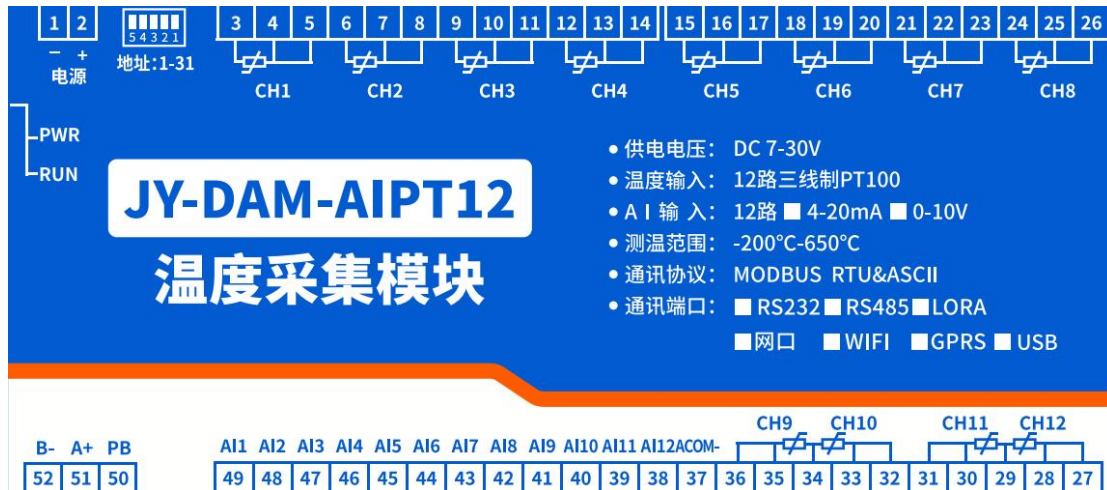 1 2 3 4 5 6 7 8 9 10 11 12 13 14 15 16 17 18 19 20 21 22 23 24 25 26
5 4 3 2 1
- +
电源
地址:1-31
CH1 CH2 CH3 CH4 CH5 CH6 CH7 CH8
PWR
RUN
JY-DAM-AIPT12
温度采集模块
● 供电电压: DC 7-30V
● 温度输入: 12路三线制PT100
● AI输入: 12路 ■ 4-20mA ■ 0-10V
● 测温范围: -200℃-650℃
● 通讯协议: MODBUS RTU&ASCII
● 通讯端口: ■ RS232 ■ RS485 ■ LORA
■网口 ■WIFI ■GPRS ■USB
CH9 CH10 CH11 CH12
B- A+ PB AI1 AI2 AI3 AI4 AI5 AI6 AI7 AI8 AI9 AI10 AI11 AI12 ACOM-
52 51 50 49 48 47 46 45 44 43 42 41 40 39 38 37 36 35 34 33 32 31 30 29 28 27